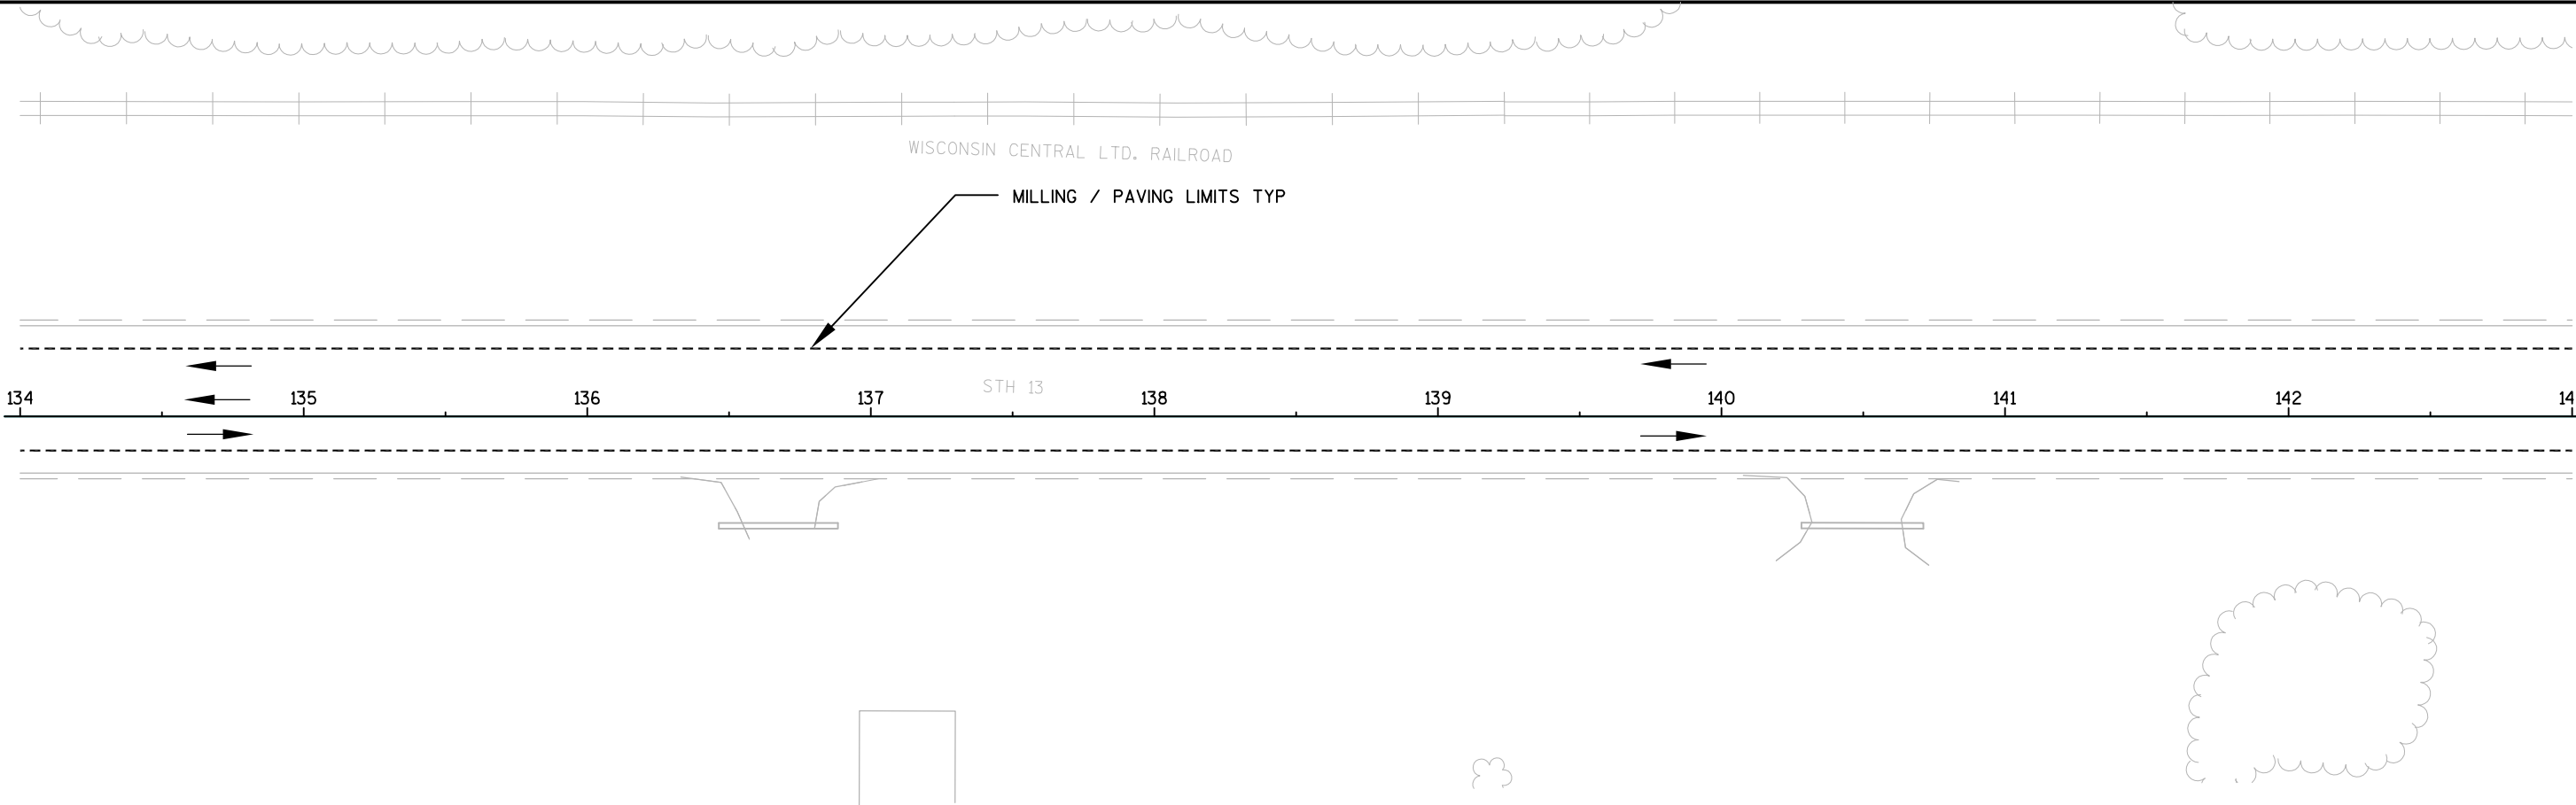 WISCONSIN CENTRAL LTD. RAILROAD
MILLING / PAVING LIMITS TYP
STH 13
134 135 136 137 138 139 140 141 142 14